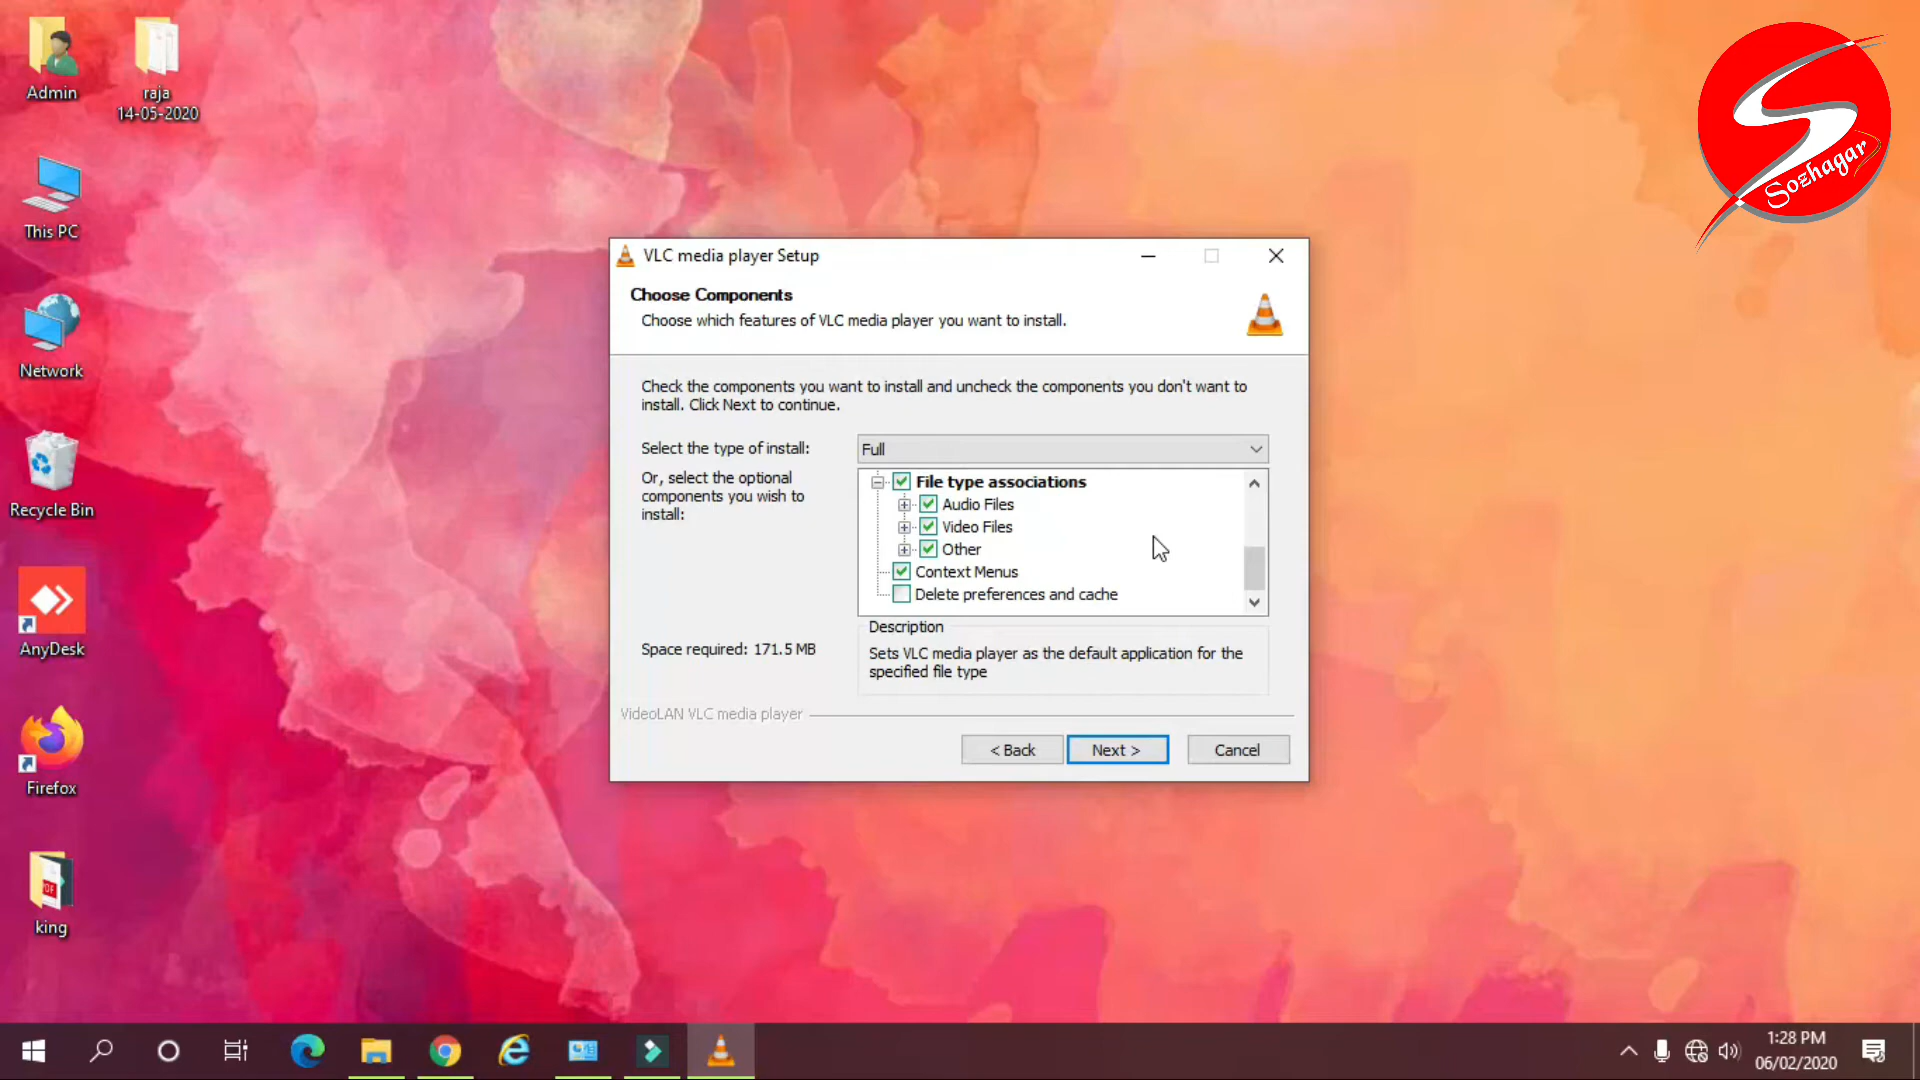 Admin
raja
14-05-2020
This PC
Network
Recycle Bin
AnyDesk
Firefox
PDF
king
Sozhagar
VLC media player Setup
Choose Components
Choose which features of VLC media player you want to install.
Check the components you want to install and uncheck the components you don't want to
install. Click Next to continue.
Select the type of install:
Full
Or, select the optional
components you wish to
install:
File type associations
Audio Files
Video Files
Other
Context Menus
Delete preferences and cache
Space required: 171.5 MB
Description
Sets VLC media player as the default application for the
specified file type
VideoLAN VLC media player
< Back
Next >
Cancel
1:28 PM
06/02/2020